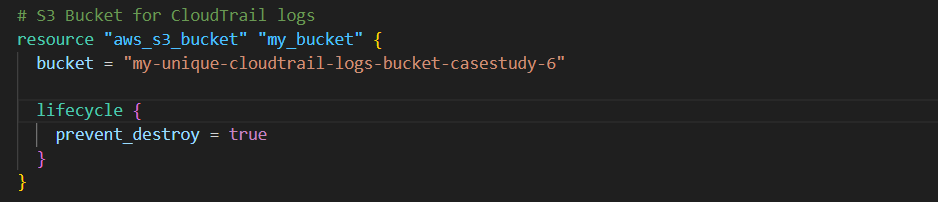 # S3 Bucket for CloudTrail logs
resource "aws_s3_bucket" "my_bucket" {
  bucket = "my-unique-cloudtrail-logs-bucket-casestudy-6"

  lifecycle {
    prevent_destroy = true
  }
}